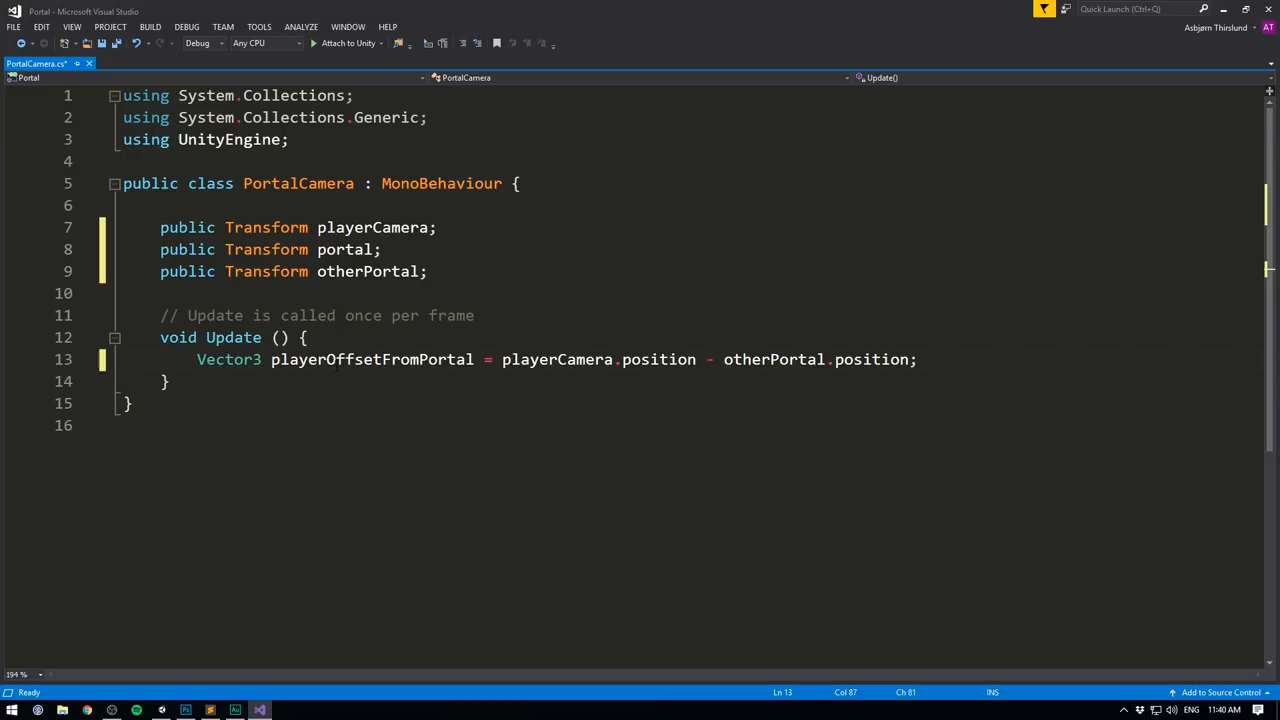 Portal - Microsoft Visual Studio
Quick Launch (Ctrl+Q)
FILE EDIT VIEW PROJECT BUILD DEBUG TEAM TOOLS ANALYZE WINDOW HELP
Asbjørn Thirslund AT
Debug Any CPU Attach to Unity
PortalCamera.cs*
Portal PortalCamera Update()
1 using System.Collections;
2 using System.Collections.Generic;
3 using UnityEngine;
4
5 public class PortalCamera : MonoBehaviour {
6
7 public Transform playerCamera;
8 public Transform portal;
9 public Transform otherPortal;
10
11 // Update is called once per frame
12 void Update () {
13 Vector3 playerOffsetFromPortal = playerCamera.position - otherPortal.position;
14 }
15 }
16
194 %
Ready Ln 13 Col 87 Ch 81 INS Add to Source Control
ENG 11:40 AM